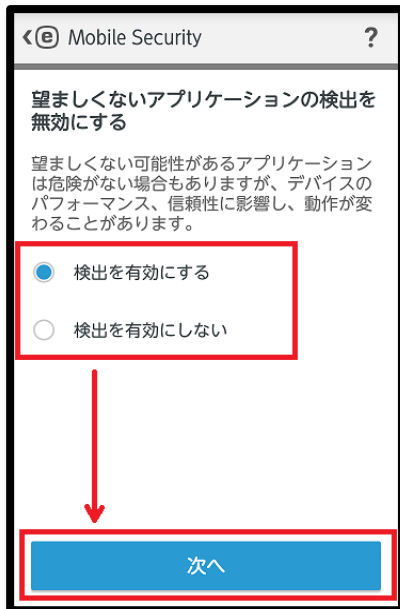 e Mobile Security ?
望ましくないアプリケーションの検出を
無効にする
望ましくない可能性があるアプリケーション
は危険がない場合もありますが、デバイスの
パフォーマンス、信頼性に影響し、動作が変
わることがあります。
検出を有効にする
検出を有効にしない
次へ